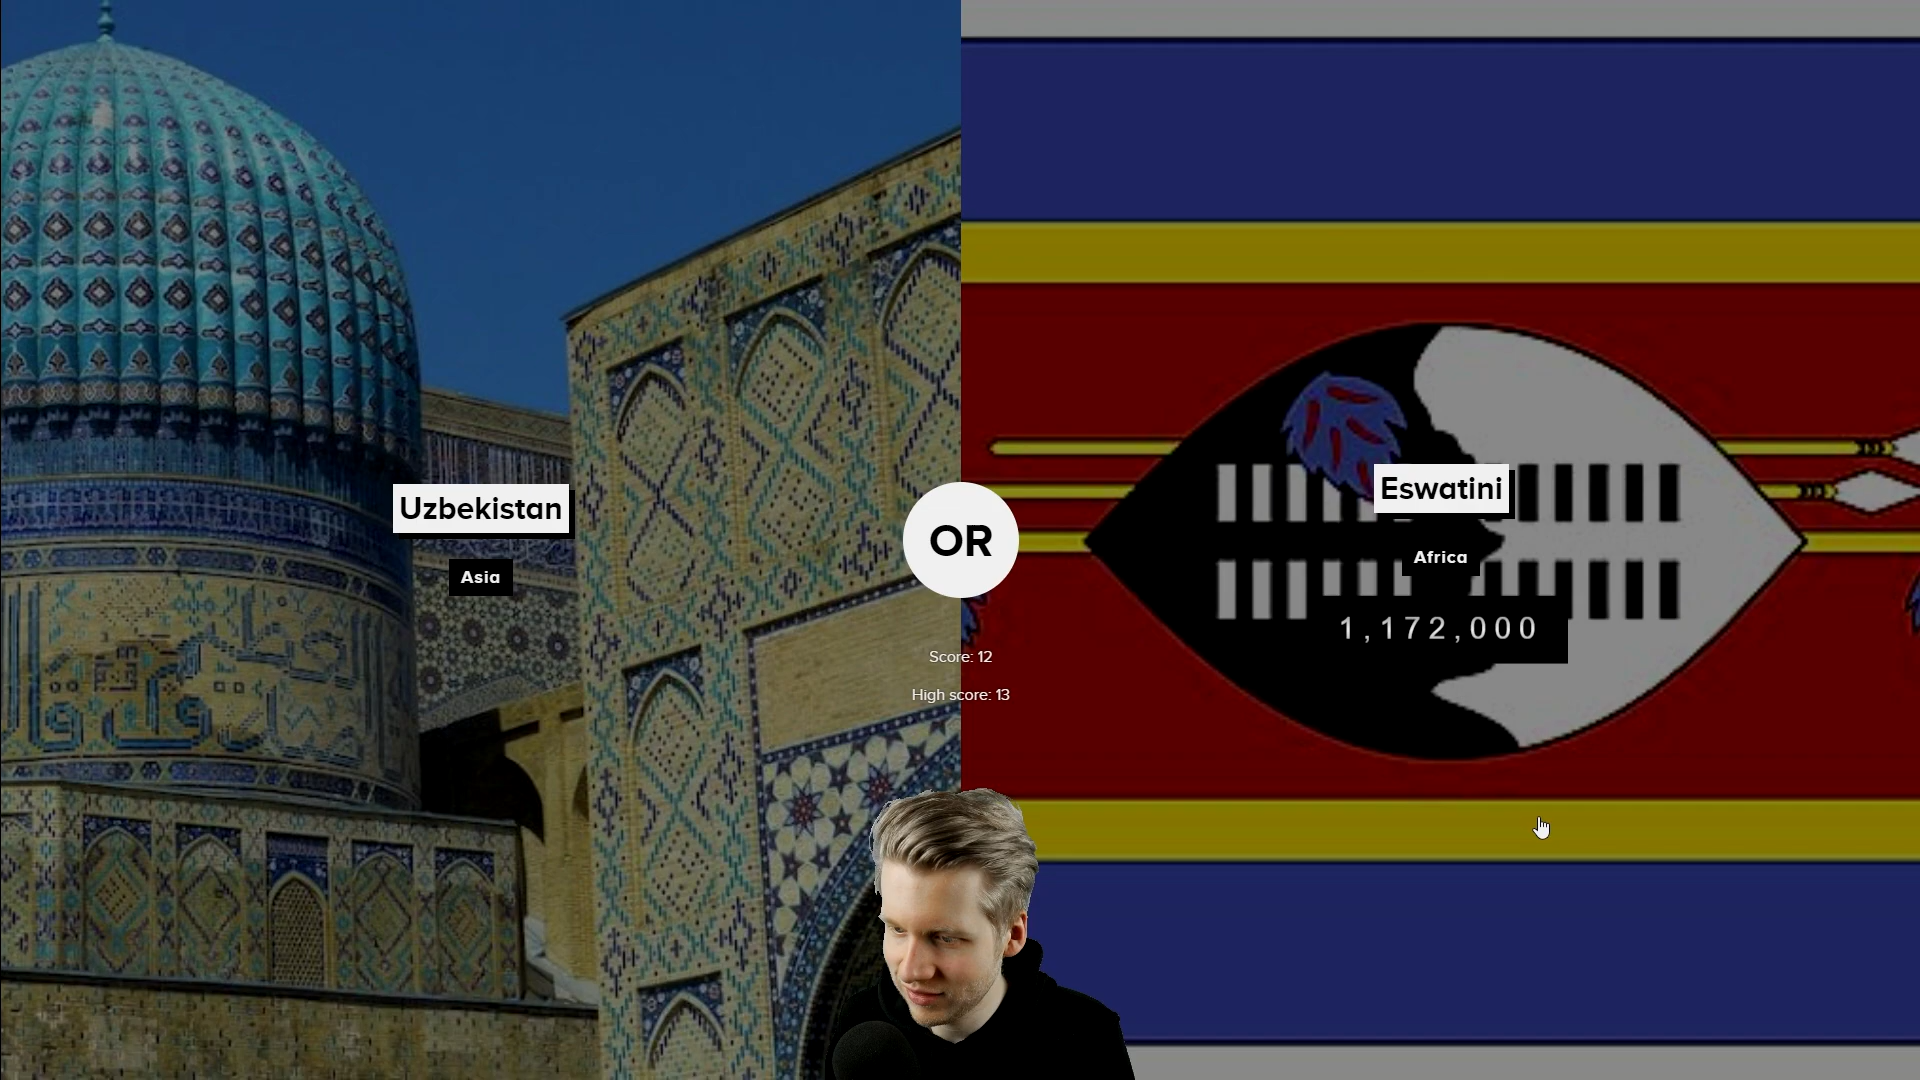 Uzbekistan
Asia
OR
Score: 12
High score: 13
Eswatini
Africa
1,172,000